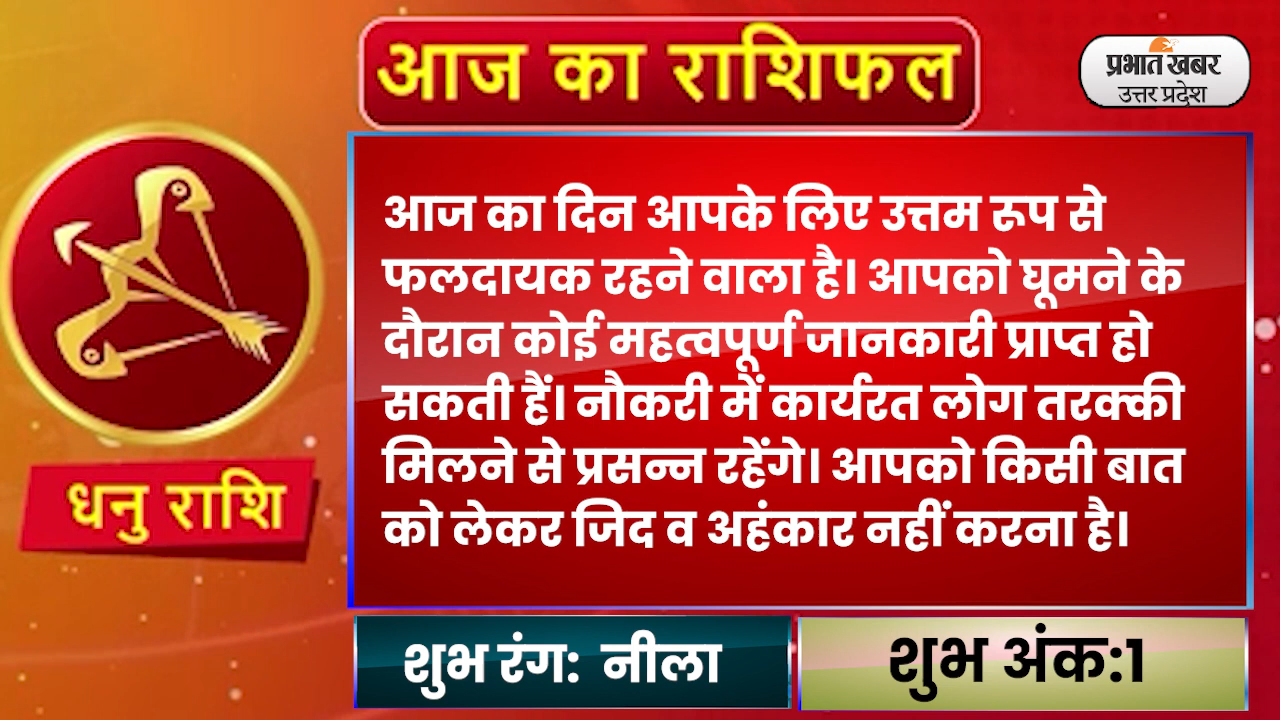 आज का राशिफल
प्रभात खबर
उत्तर प्रदेश
आज का दिन आपके लिए उत्तम रूप से
फलदायक रहने वाला है। आपको घूमने के
दौरान कोई महत्वपूर्ण जानकारी प्राप्त हो
सकती हैं। नौकरी में कार्यरत लोग तरक्की
मिलने से प्रसन्न रहेंगे। आपको किसी बात
को लेकर जिद व अहंकार नहीं करना है।
धनु राशि
शुभ रंग: नीला
शुभ अंक:1